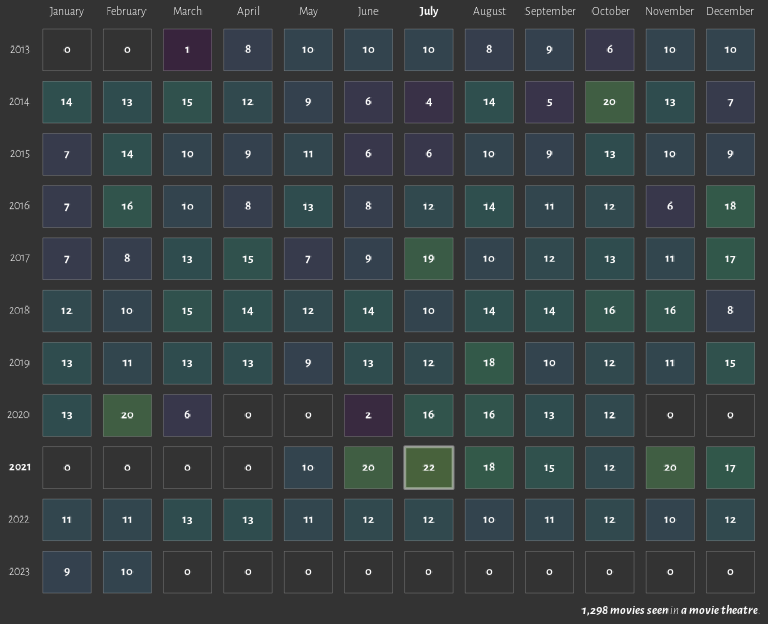 January February March April May June July August September October November December
2013 0 0 1 8 10 10 10 8 9 6 10 10
2014 14 13 15 12 9 6 4 14 5 20 13 7
2015 7 14 10 9 11 6 6 10 9 13 10 9
2016 7 16 10 8 13 8 12 14 11 12 6 18
2017 7 8 13 15 7 9 19 10 12 13 11 17
2018 12 10 15 14 12 14 10 14 14 16 16 8
2019 13 11 13 13 9 13 12 18 10 12 11 15
2020 13 20 6 0 0 2 16 16 13 12 0 0
2021 0 0 0 0 10 20 22 18 15 12 20 17
2022 11 11 13 13 11 12 12 10 11 12 10 12
2023 9 10 0 0 0 0 0 0 0 0 0 0
1,298 movies seen in a movie theatre.